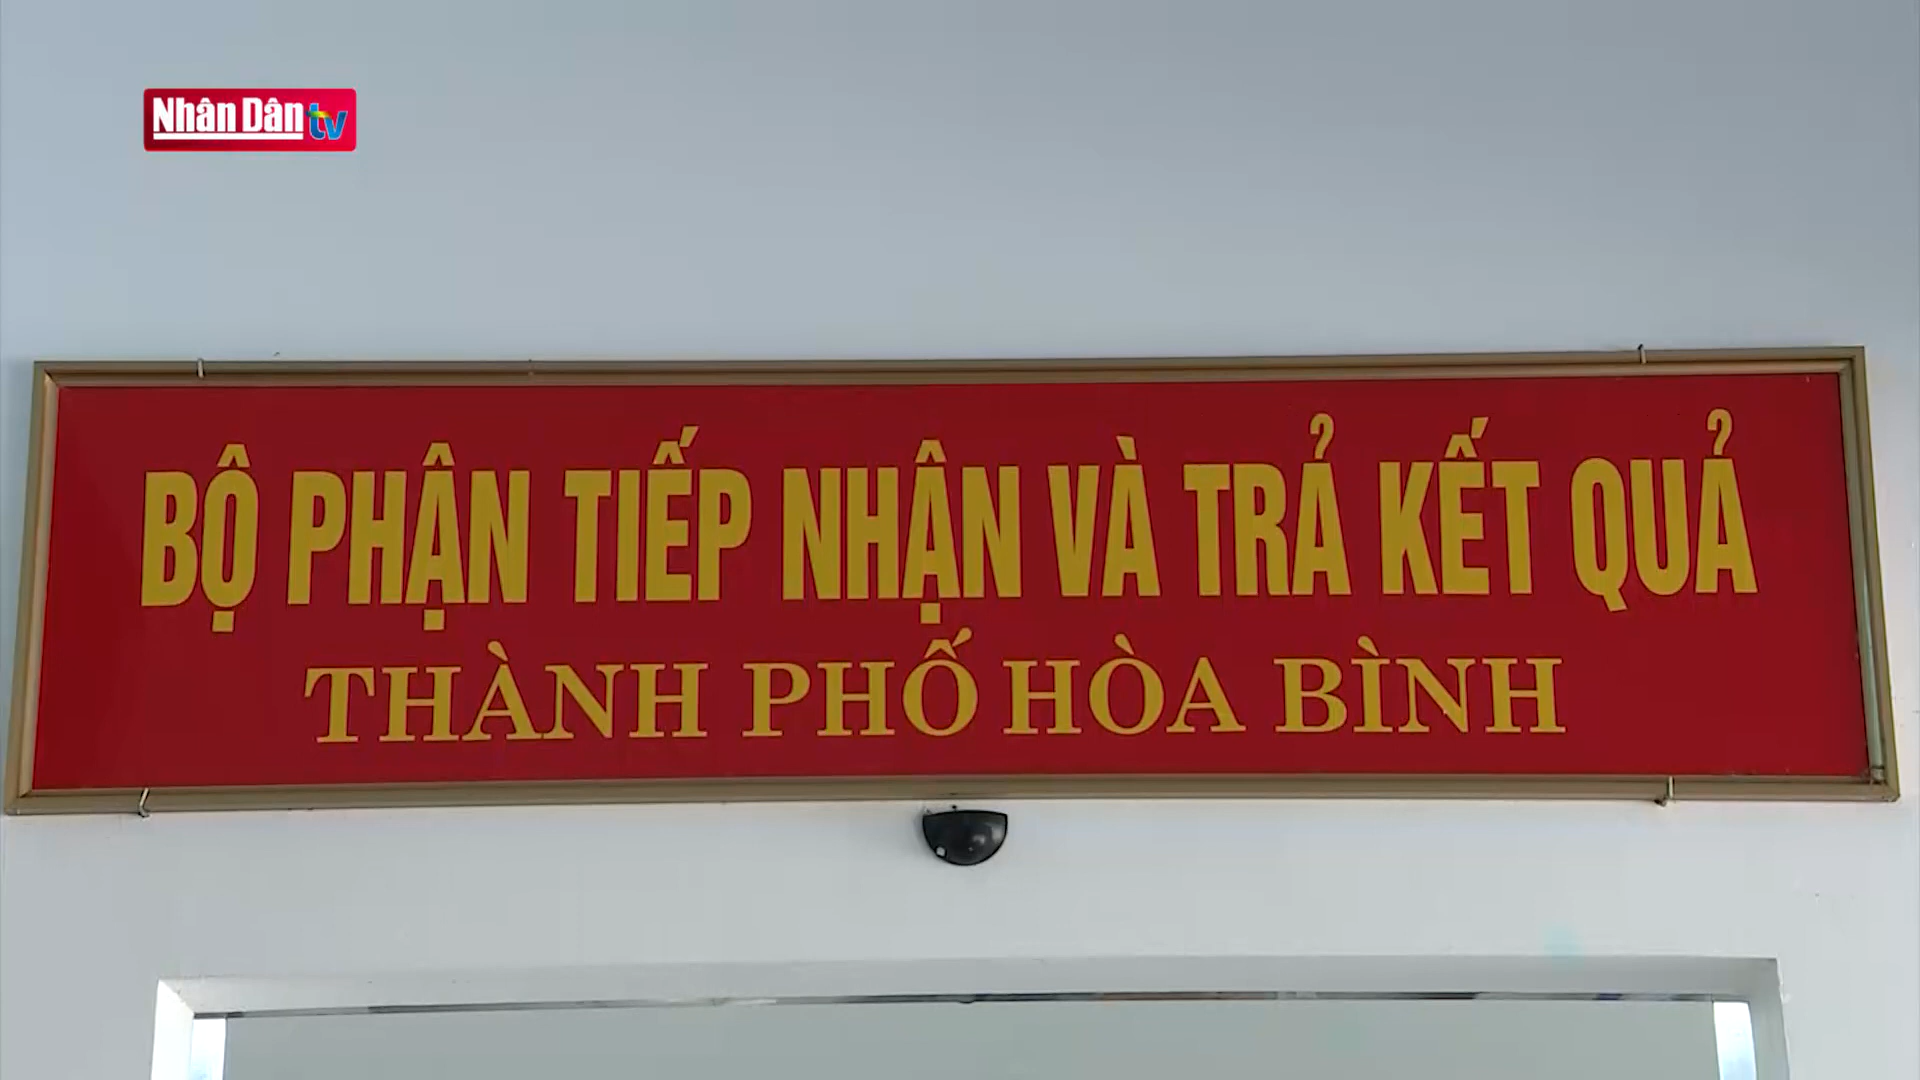 Nhân Dân tv
BỘ PHẬN TIẾP NHẬN VÀ TRẢ KẾT QUẢ
THÀNH PHỐ HÒA BÌNH